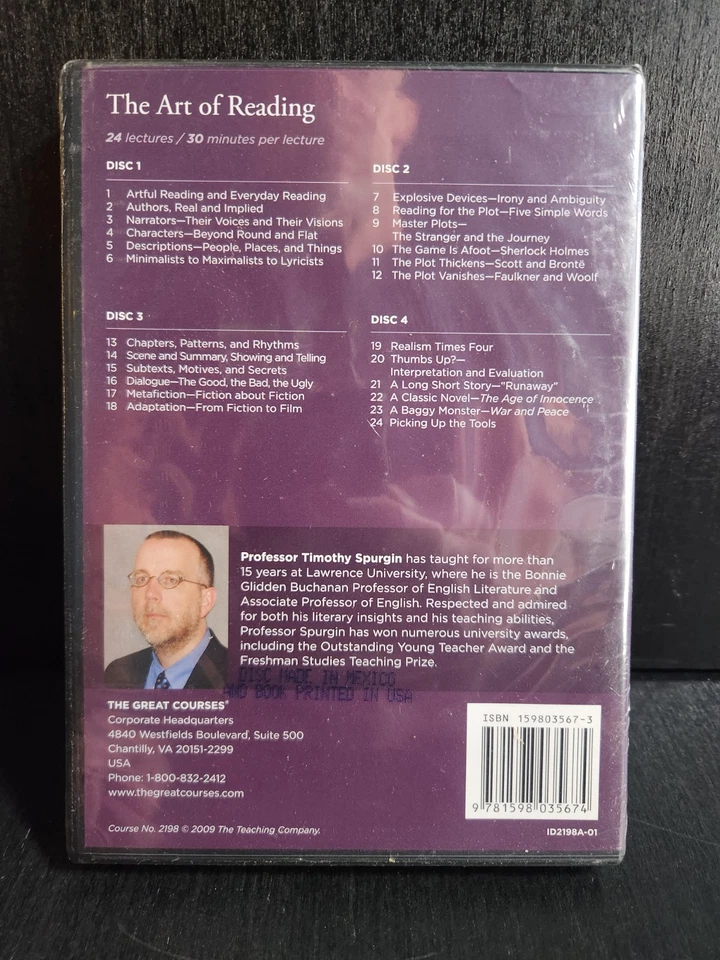 The Art of Reading
24 lectures / 30 minutes per lecture
DISC 1
1 Artful Reading and Everyday Reading
2 Authors, Real and Implied
3 Narrators—Their Voices and Their Visions
4 Characters—Beyond Round and Flat
5 Descriptions—People, Places, and Things
6 Minimalists to Maximalists to Lyricists
DISC 2
7 Explosive Devices—Irony and Ambiguity
8 Reading for the Plot—Five Simple Words
9 Master Plots—
The Stranger and the Journey
10 The Game Is Afoot—Sherlock Holmes
11 The Plot Thickens—Scott and Brontë
12 The Plot Vanishes—Faulkner and Woolf
DISC 3
13 Chapters, Patterns, and Rhythms
14 Scene and Summary, Showing and Telling
15 Subtexts, Motives, and Secrets
16 Dialogue—The Good, the Bad, the Ugly
17 Metafiction—Fiction about Fiction
18 Adaptation—From Fiction to Film
DISC 4
19 Realism Times Four
20 Thumbs Up?—
Interpretation and Evaluation
21 A Long Short Story—"Runaway"
22 A Classic Novel—The Age of Innocence
23 A Baggy Monster—War and Peace
24 Picking Up the Tools
Professor Timothy Spurgin has taught for more than
15 years at Lawrence University, where he is the Bonnie
Glidden Buchanan Professor of English Literature and
Associate Professor of English. Respected and admired
for both his literary insights and his teaching abilities,
Professor Spurgin has won numerous university awards,
including the Outstanding Young Teacher Award and the
Freshman Studies Teaching Prize.
DISC MADE IN MEXICO
AND BOOK PRINTED IN USA
THE GREAT COURSES®
Corporate Headquarters
4840 Westfields Boulevard, Suite 500
Chantilly, VA 20151-2299
USA
Phone: 1-800-832-2412
www.thegreatcourses.com
Course No. 2198 © 2009 The Teaching Company.
ISBN 159803567-3
9 781598 035674
ID2198A-01